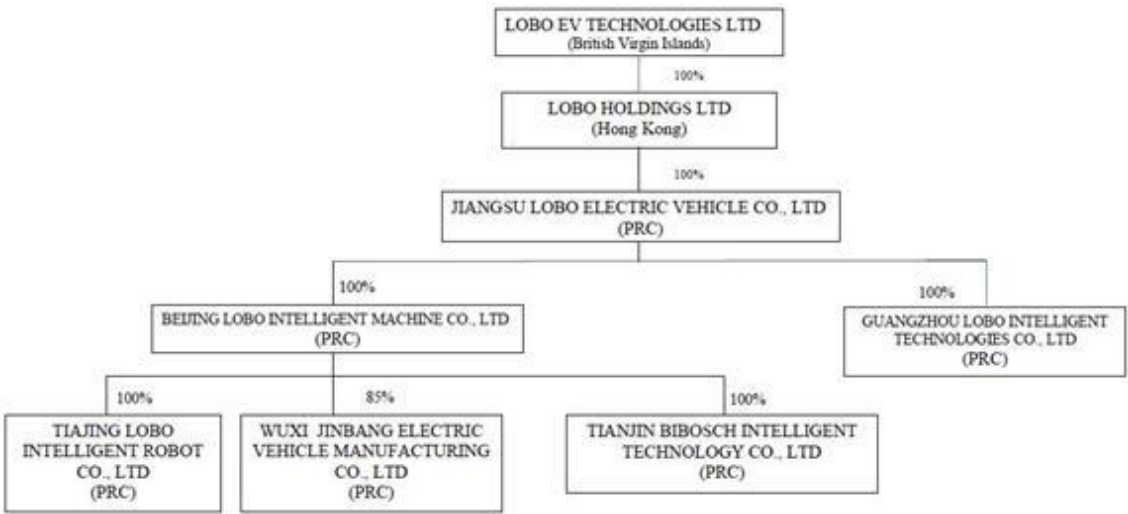 LOBO EV TECHNOLOGIES LTD
(British Virgin Islands)
100%
LOBO HOLDINGS LTD
(Hong Kong)
100%
JIANGSU LOBO ELECTRIC VEHICLE CO., LTD
(PRC)
100%
100%
BEIJING LOBO INTELLIGENT MACHINE CO., LTD
(PRC)
GUANGZHOU LOBO INTELLIGENT
TECHNOLOGIES CO., LTD
(PRC)
100%
85%
100%
TIAJING LOBO
INTELLIGENT ROBOT
CO., LTD
(PRC)
WUXI JINBANG ELECTRIC
VEHICLE MANUFACTURING
CO., LTD
(PRC)
TIANJIN BIBOSCH INTELLIGENT
TECHNOLOGY CO., LTD
(PRC)